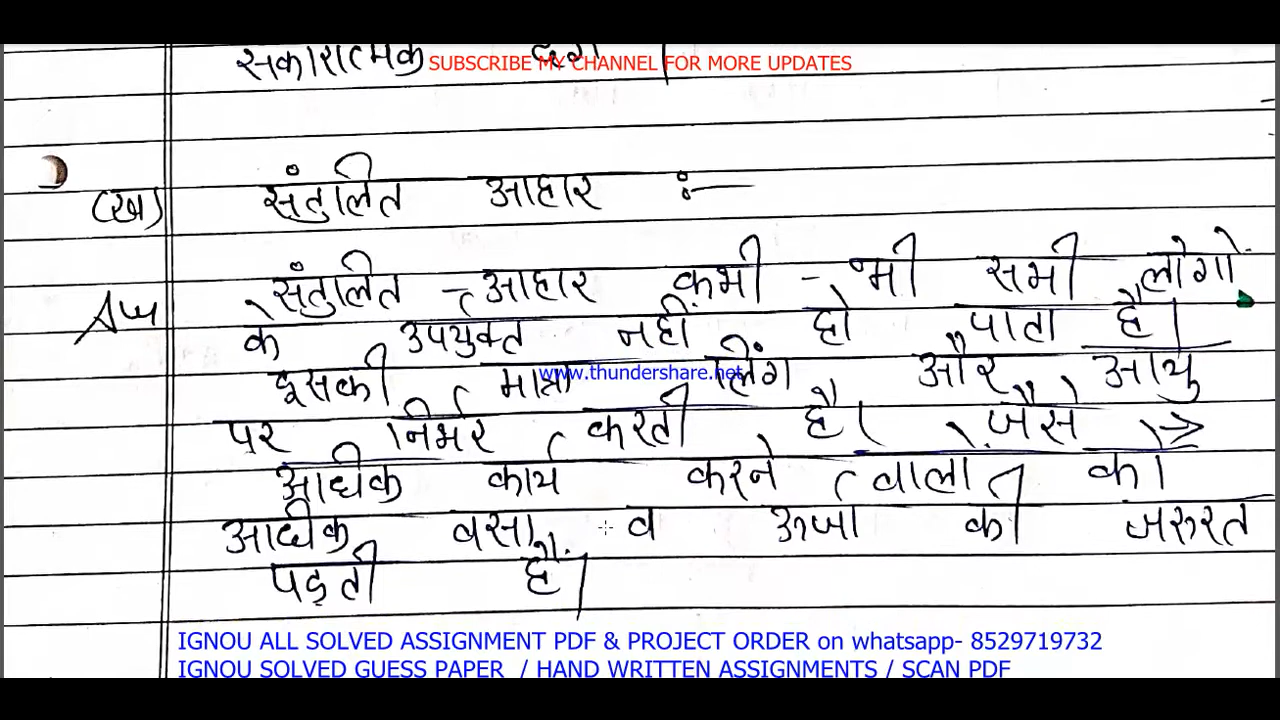 सकारात्मक
SUBSCRIBE MY CHANNEL FOR MORE UPDATES
(ख) संतुलित आहार :—
Ans संतुलित - आहार कभी - भी सभी लोगो
के उपयुक्त नहीं हो पाता है।
इसकी मात्रा लिंग और आयु
www.thundershare.net
पर निर्भर करती है। जैसे ⇒
अधिक कार्य करने वालो को
अधिक वसा व ऊर्जा की जरुरत
पड़ती है।
IGNOU ALL SOLVED ASSIGNMENT PDF & PROJECT ORDER on whatsapp- 8529719732
IGNOU SOLVED GUESS PAPER / HAND WRITTEN ASSIGNMENTS / SCAN PDF